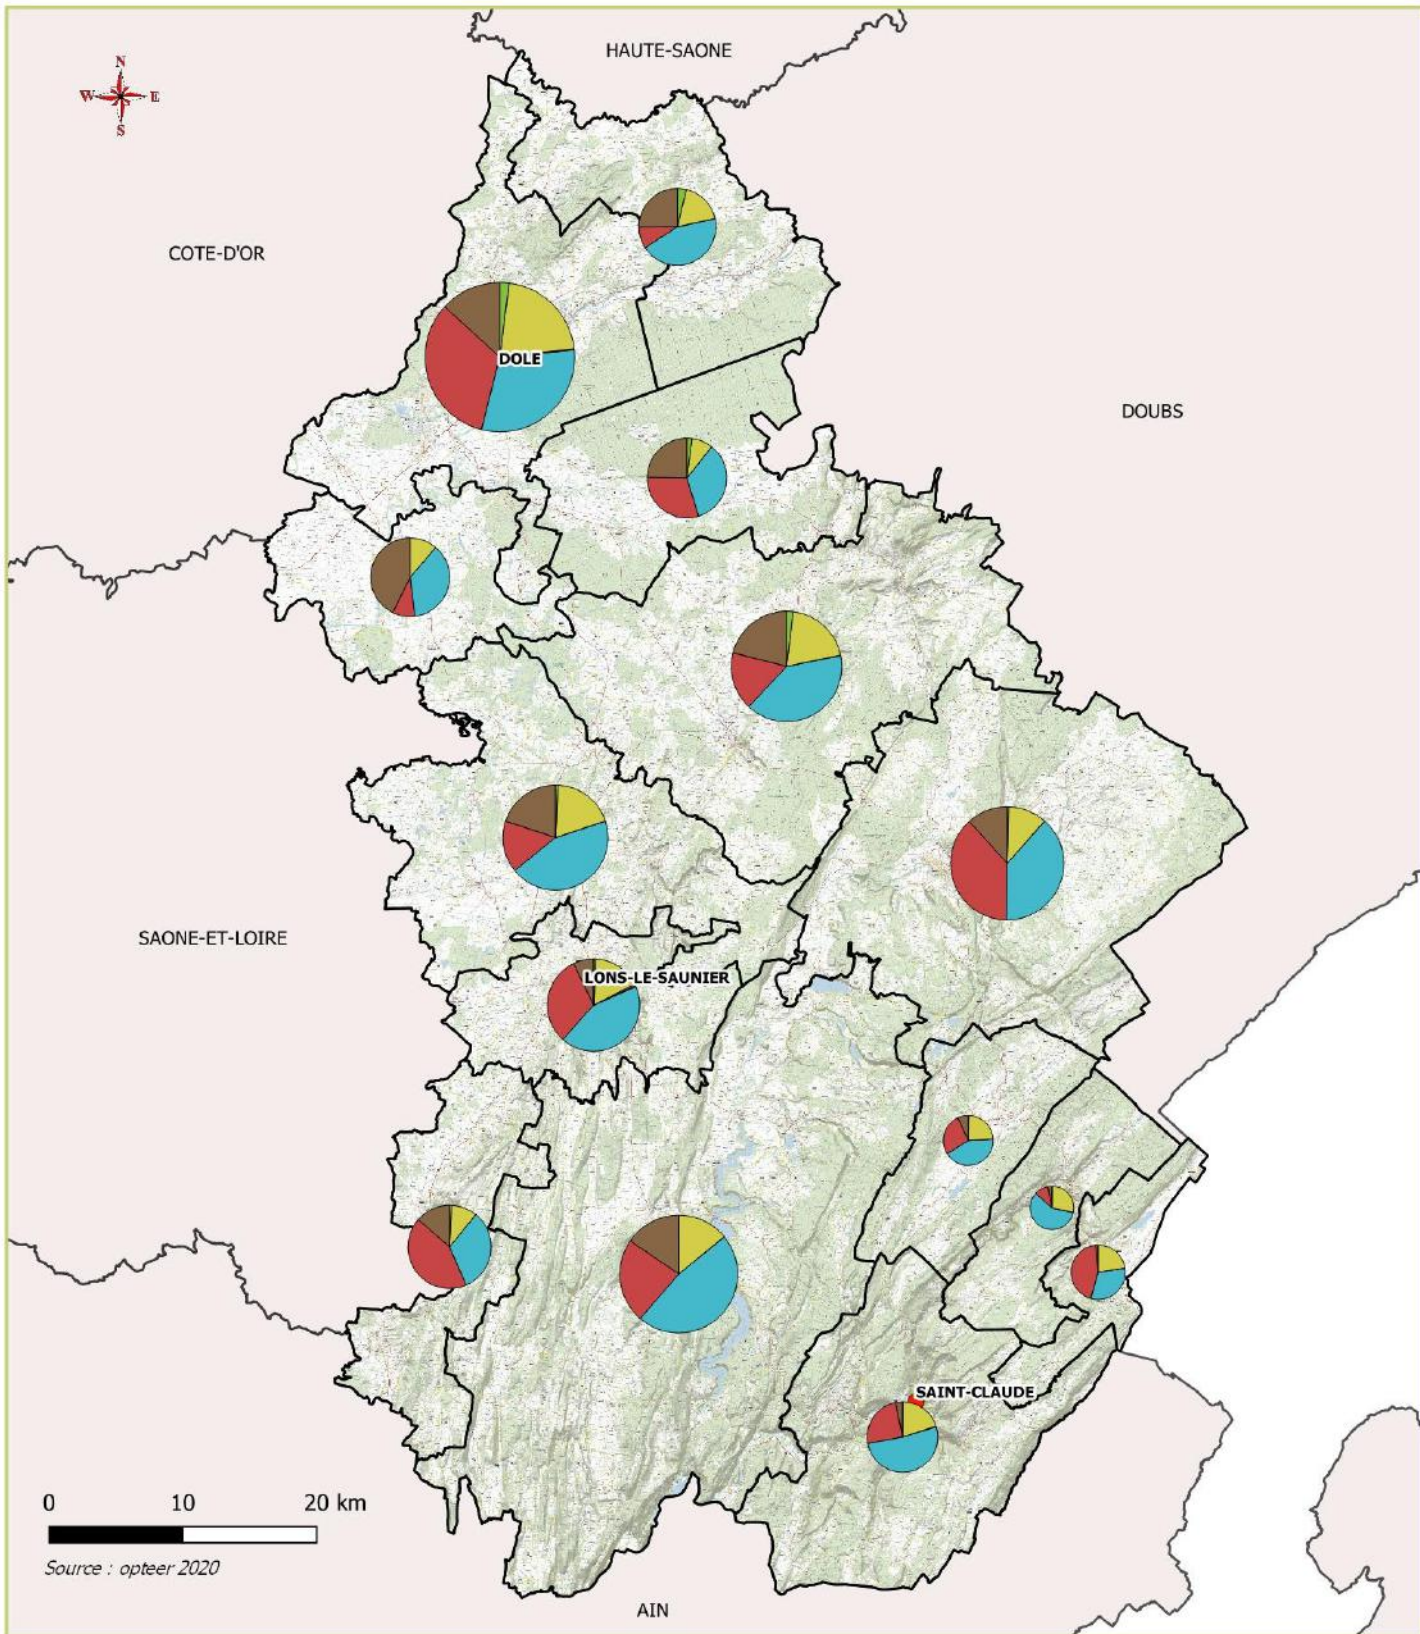 HAUTE-SAONE
N
W E
S
COTE-D'OR
DOLE
DOUBS
SAONE-ET-LOIRE
LONS-LE-SAUNIER
SAINT-CLAUDE
0 10 20 km
Source : opteer 2020
AIN